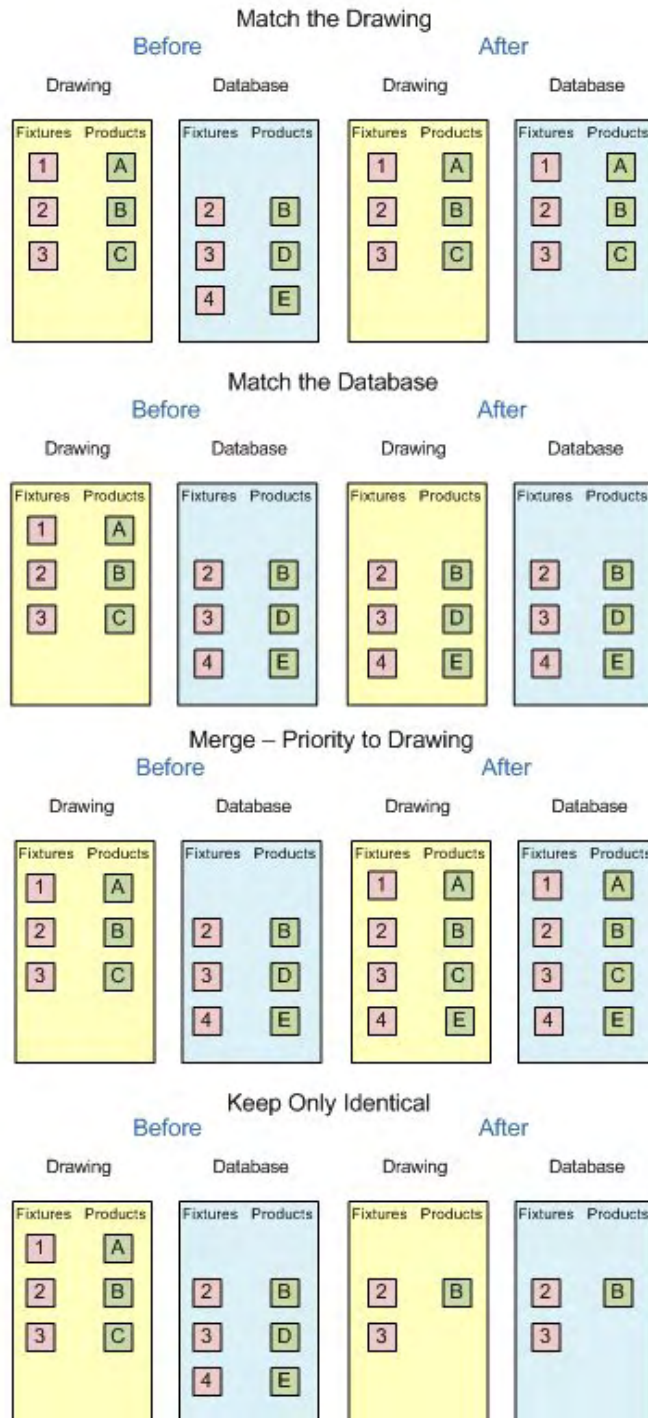 Match the Drawing
Before After
Drawing Database Drawing Database
Fixtures Products Fixtures Products Fixtures Products Fixtures Products
1 A 1 A 1 A
2 B 2 B 2 B 2 B
3 C 3 D 3 C 3 C
4 E
Match the Database
Before After
Drawing Database Drawing Database
Fixtures Products Fixtures Products Fixtures Products Fixtures Products
1 A
2 B 2 B 2 B 2 B
3 C 3 D 3 D 3 D
4 E 4 E 4 E
Merge – Priority to Drawing
Before After
Drawing Database Drawing Database
Fixtures Products Fixtures Products Fixtures Products Fixtures Products
1 A 1 A 1 A
2 B 2 B 2 B 2 B
3 C 3 D 3 C 3 C
4 E 4 E 4 E
Keep Only Identical
Before After
Drawing Database Drawing Database
Fixtures Products Fixtures Products Fixtures Products Fixtures Products
1 A
2 B 2 B 2 B 2 B
3 C 3 D 3 3
4 E